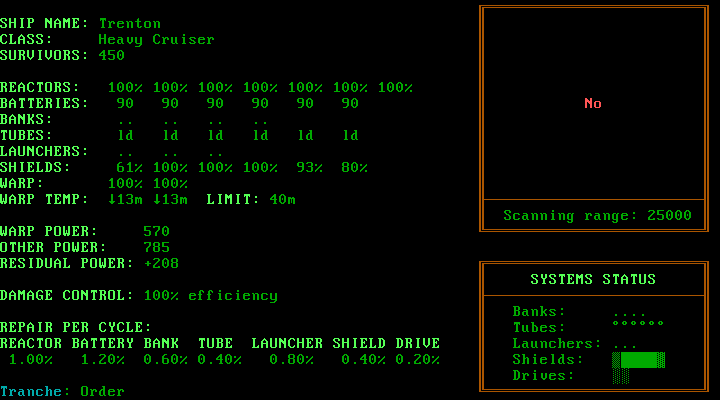 SHIP NAME: Trenton
CLASS: Heavy Cruiser
SURVIVORS: 450
REACTORS: 100% 100% 100% 100% 100% 100% 100%
BATTERIES: 90 90 90 90 90 90
BANKS: .. .. .. ..
TUBES: ld ld ld ld ld ld
LAUNCHERS: .. .. ..
SHIELDS: 61% 100% 100% 100% 93% 80%
WARP: 100% 100%
WARP TEMP: ↓13m ↓13m LIMIT: 40m
WARP POWER: 570
OTHER POWER: 785
RESIDUAL POWER: +208
DAMAGE CONTROL: 100% efficiency
REPAIR PER CYCLE:
REACTOR BATTERY BANK TUBE LAUNCHER SHIELD DRIVE
1.00% 1.20% 0.60% 0.40% 0.80% 0.40% 0.20%
Tranche: Order
No
Scanning range: 25000
SYSTEMS STATUS
Banks: ....
Tubes: °°°°°°
Launchers: ...
Shields: ░█████▒
Drives: ░▒